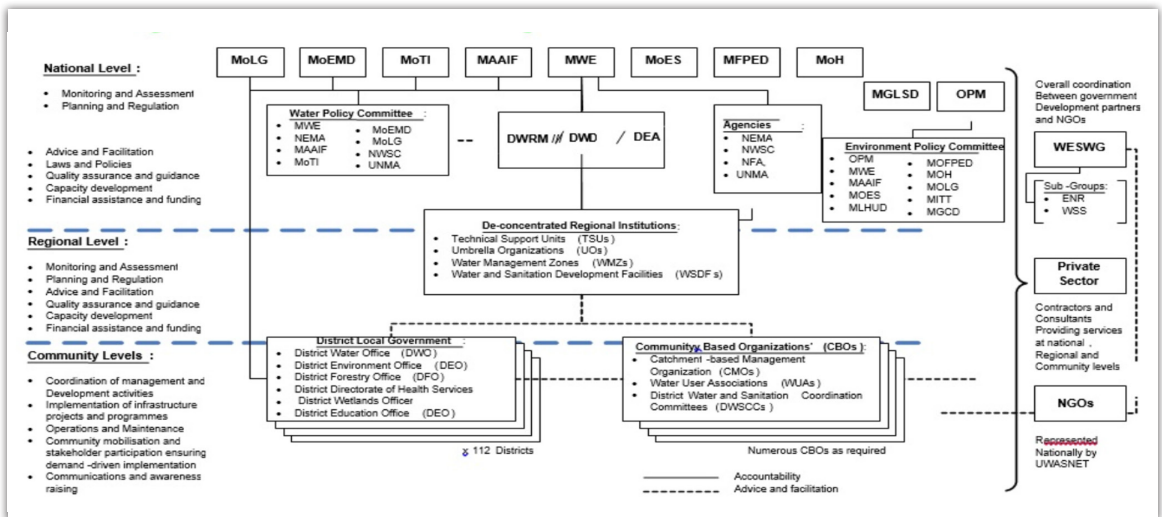 MoLG
MoEMD
MoTI
MAAIF
MWE
MoES
MFPED
MoH
MGLSD
OPM
National Level :
• Monitoring and Assessment
• Planning and Regulation
• Advice and Facilitation
• Laws and Policies
• Quality assurance and guidance
• Capacity development
• Financial assistance and funding
Water Policy Committee :
• MWE
• NEMA
• MAAIF
• MoTI
• MoEMD
• MoLG
• NWSC
• UNMA
DWRM /// DWD / DEA
Agencies :
• NEMA
• NWSC
• NFA,
• UNMA
Environment Policy Committee
• OPM
• MWE
• MAAIF
• MOES
• MLHUD
• MOFPED
• MOH
• MOLG
• MITT
• MGCD
Overall coordination
Between government
Development partners
and NGOs
WESWG
Sub -Groups:
• ENR
• WSS
Regional Level :
• Monitoring and Assessment
• Planning and Regulation
• Advice and Facilitation
• Quality assurance and guidance
• Capacity development
• Financial assistance and funding
De-concentrated Regional Institutions:
• Technical Support Units (TSUs)
• Umbrella Organizations (UOs)
• Water Management Zones (WMZs)
• Water and Sanitation Development Facilities (WSDF s)
Private
Sector
Contractors and
Consultants
Providing services
at national ,
Regional and
Community levels
Community Levels :
• Coordination of management and
Development activities
• Implementation of infrastructure
projects and programmes
• Operations and Maintenance
• Community mobilisation and
stakeholder participation ensuring
demand -driven implementation
• Communications and awareness
raising
District Local Government :
• District Water Office (DWO)
• District Environment Office (DEO)
• District Forestry Office (DFO)
• District Directorate of Health Services
• District Wetlands Officer
• District Education Office (DEO)
x 112 Districts
Communityy Based Organizations' (CBOs ):
• Catchment -based Management
Organization (CMOs)
• Water User Associations (WUAs)
• District Water and Sanitation Coordination
Committees (DWSCCs)
Numerous CBOs as required
NGOs
Represented
Nationally by
UWASNET
Accountability
Advice and facilitation